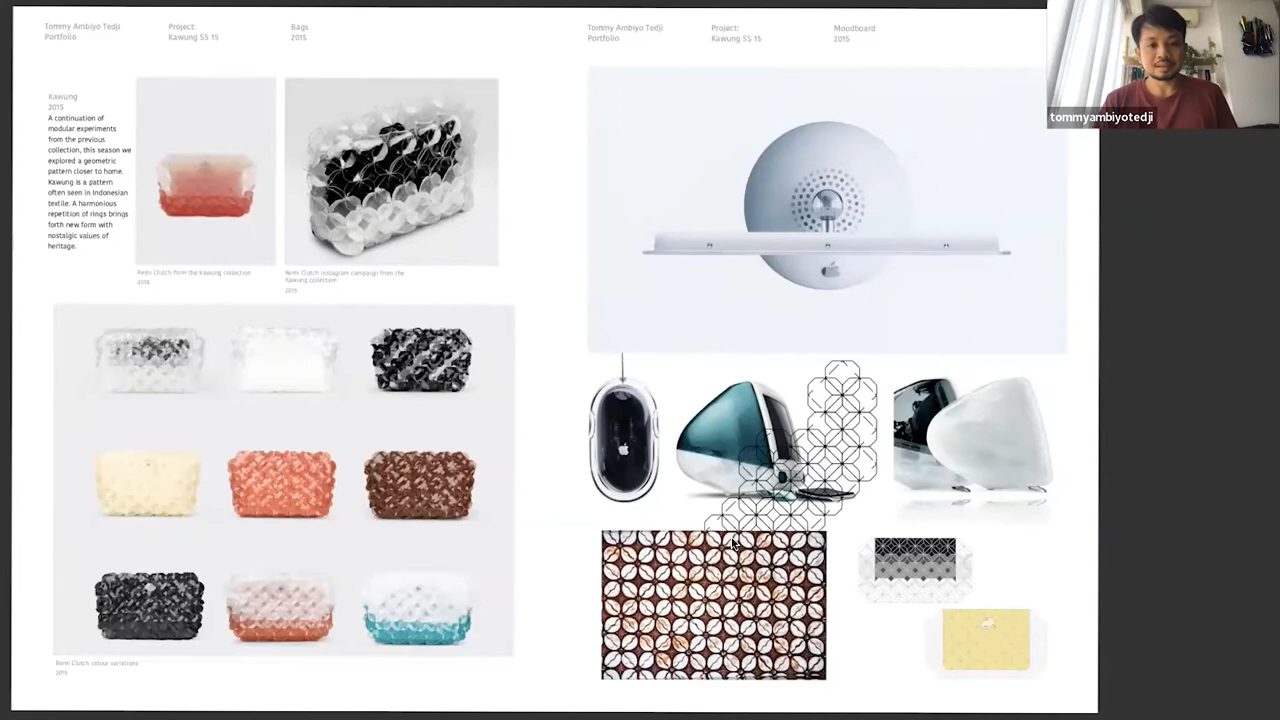 Tommy Ambiyo Tedji
Portfolio
Project:
Kawung SS 15
Bags
2015
Kawung
2015
A continuation of
modular experiments
from the previous
collection, this season we
explored a geometric
pattern closer to home.
Kawung is a pattern
often seen in Indonesian
textile. A harmonious
repetition of rings brings
forth new form with
nostalgic values of
heritage.
Remi Clutch from the Kawung collection
2016
Remi Clutch instagram campaign from the
Kawung collection
2015
Remi Clutch colour variations
2015
Tommy Ambiyo Tedji
Portfolio
Project:
Kawung SS 15
Moodboard
2015
tommyambiyotedji